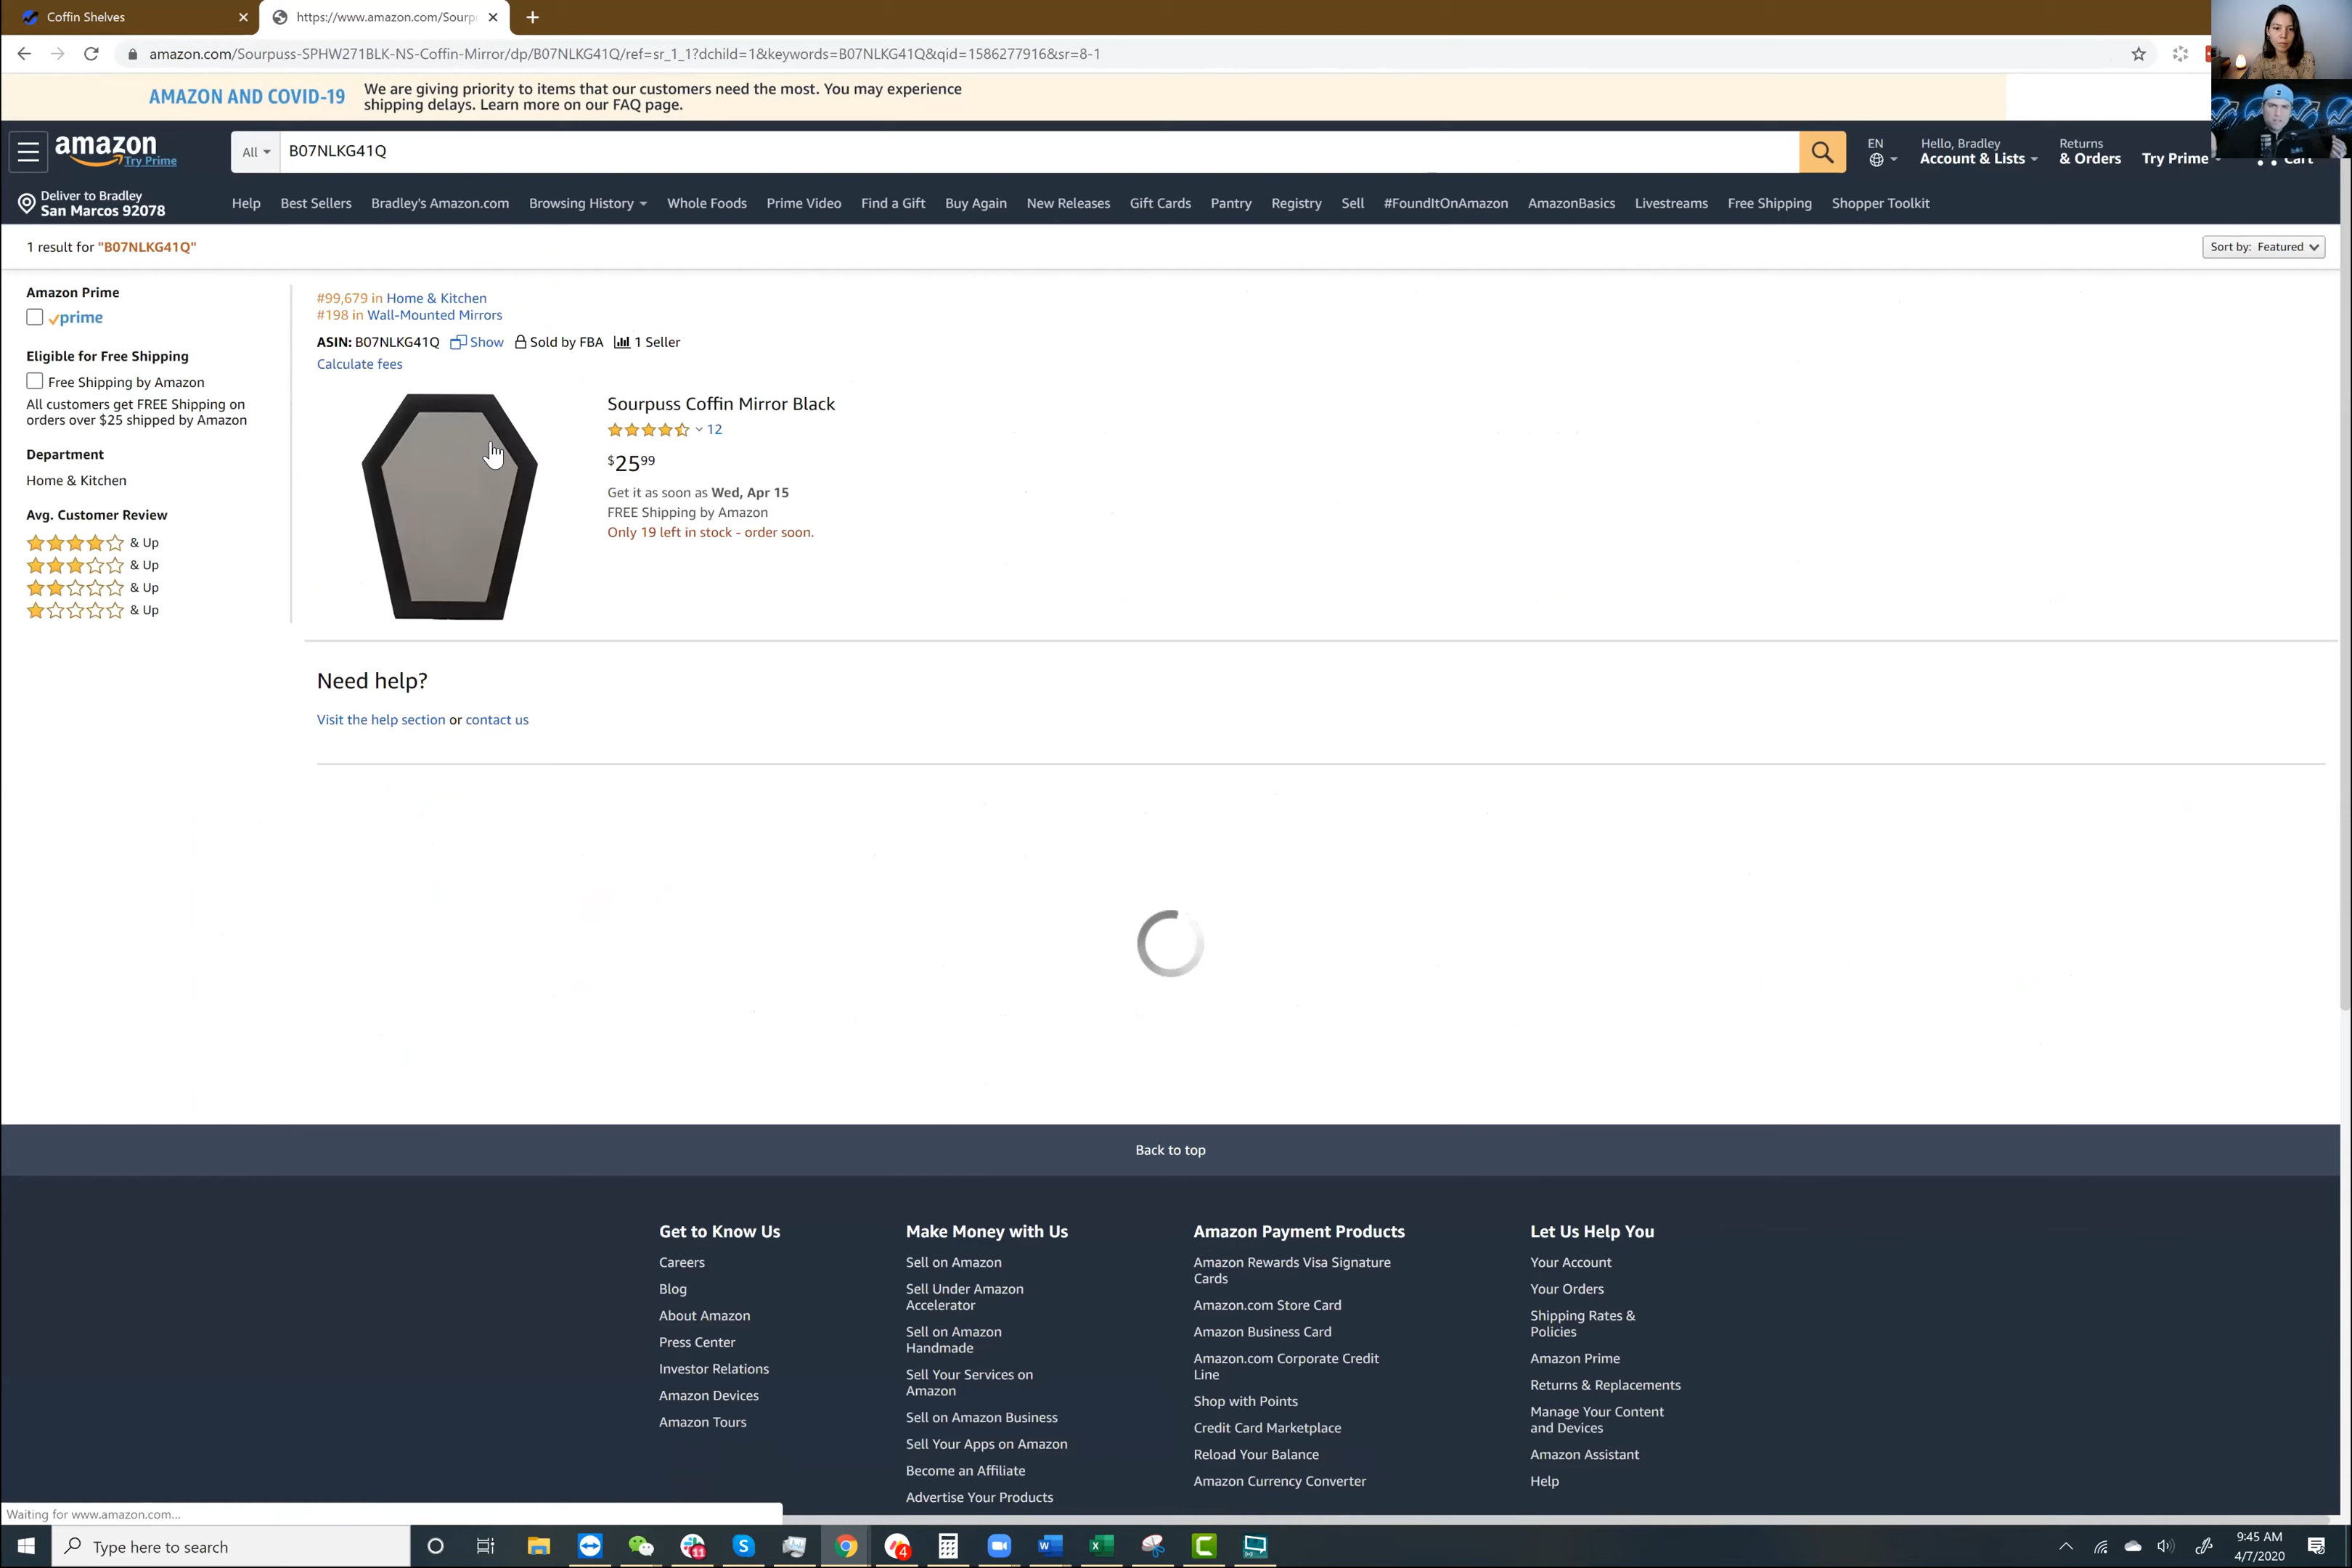 Coffin Shelves
https://www.amazon.com/Sourp
amazon.com/Sourpuss-SPHW271BLK-NS-Coffin-Mirror/dp/B07NLKG41Q/ref=sr_1_1?dchild=1&keywords=B07NLKG41Q&qid=1586277916&sr=8-1
AMAZON AND COVID-19
We are giving priority to items that our customers need the most. You may experience
shipping delays. Learn more on our FAQ page.
amazon
Try Prime
All
B07NLKG41Q
EN
Hello, Bradley
Account & Lists
Returns
& Orders
Try Prime
Cart
Deliver to Bradley
San Marcos 92078
Help
Best Sellers
Bradley's Amazon.com
Browsing History
Whole Foods
Prime Video
Find a Gift
Buy Again
New Releases
Gift Cards
Pantry
Registry
Sell
#FoundItOnAmazon
AmazonBasics
Livestreams
Free Shipping
Shopper Toolkit
1 result for "B07NLKG41Q"
Sort by: Featured
Amazon Prime
prime
Eligible for Free Shipping
Free Shipping by Amazon
All customers get FREE Shipping on
orders over $25 shipped by Amazon
Department
Home & Kitchen
Avg. Customer Review
& Up
& Up
& Up
& Up
#99,679 in Home & Kitchen
#198 in Wall-Mounted Mirrors
ASIN: B07NLKG41Q Show Sold by FBA 1 Seller
Calculate fees
Sourpuss Coffin Mirror Black
12
$25 99
Get it as soon as Wed, Apr 15
FREE Shipping by Amazon
Only 19 left in stock - order soon.
Need help?
Visit the help section or contact us
Back to top
Get to Know Us
Careers
Blog
About Amazon
Press Center
Investor Relations
Amazon Devices
Amazon Tours
Make Money with Us
Sell on Amazon
Sell Under Amazon
Accelerator
Sell on Amazon
Handmade
Sell Your Services on
Amazon
Sell on Amazon Business
Sell Your Apps on Amazon
Become an Affiliate
Advertise Your Products
Amazon Payment Products
Amazon Rewards Visa Signature
Cards
Amazon.com Store Card
Amazon Business Card
Amazon.com Corporate Credit
Line
Shop with Points
Credit Card Marketplace
Reload Your Balance
Amazon Currency Converter
Let Us Help You
Your Account
Your Orders
Shipping Rates &
Policies
Amazon Prime
Returns & Replacements
Manage Your Content
and Devices
Amazon Assistant
Help
Waiting for www.amazon.com...
Type here to search
11
S
4
W
X
C
9:45 AM
4/7/2020